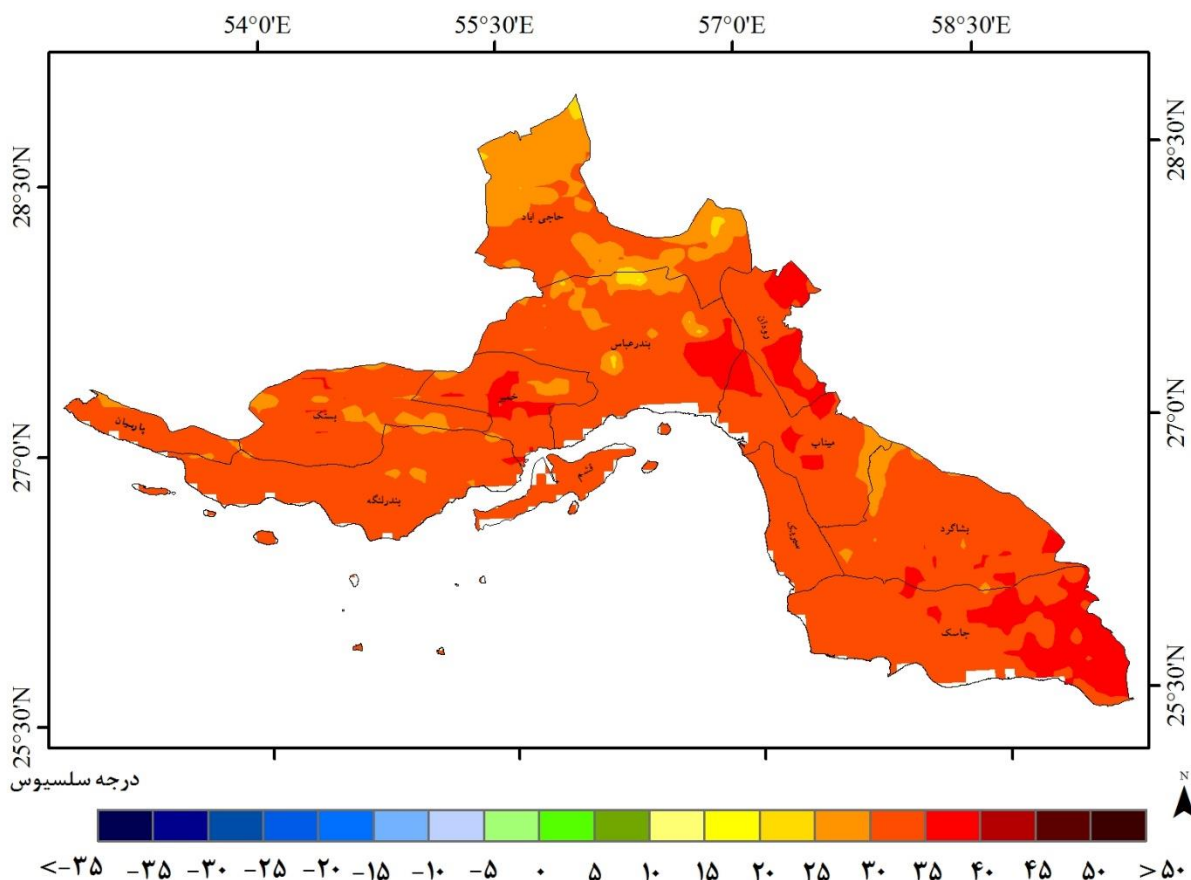 54°0'E 55°30'E 57°0'E 58°30'E
28°30'N
28°30'N
حاجی اباد
رودان
بندرعباس
خمیر
27°0'N
بستک
پارسیان
میناب
27°0'N
قشم
بندرلنگه
بشاگرد
سیریک
جاسک
25°30'N
25°30'N
درجه سلسیوس
N
<-۳۵ -۳۵ -۳۰ -۲۵ -۲۰ -۱۵ -۱۰ -۵ ۰ ۵ ۱۰ ۱۵ ۲۰ ۲۵ ۳۰ ۳۵ ۴۰ ۴۵ ۵۰ >۵۰